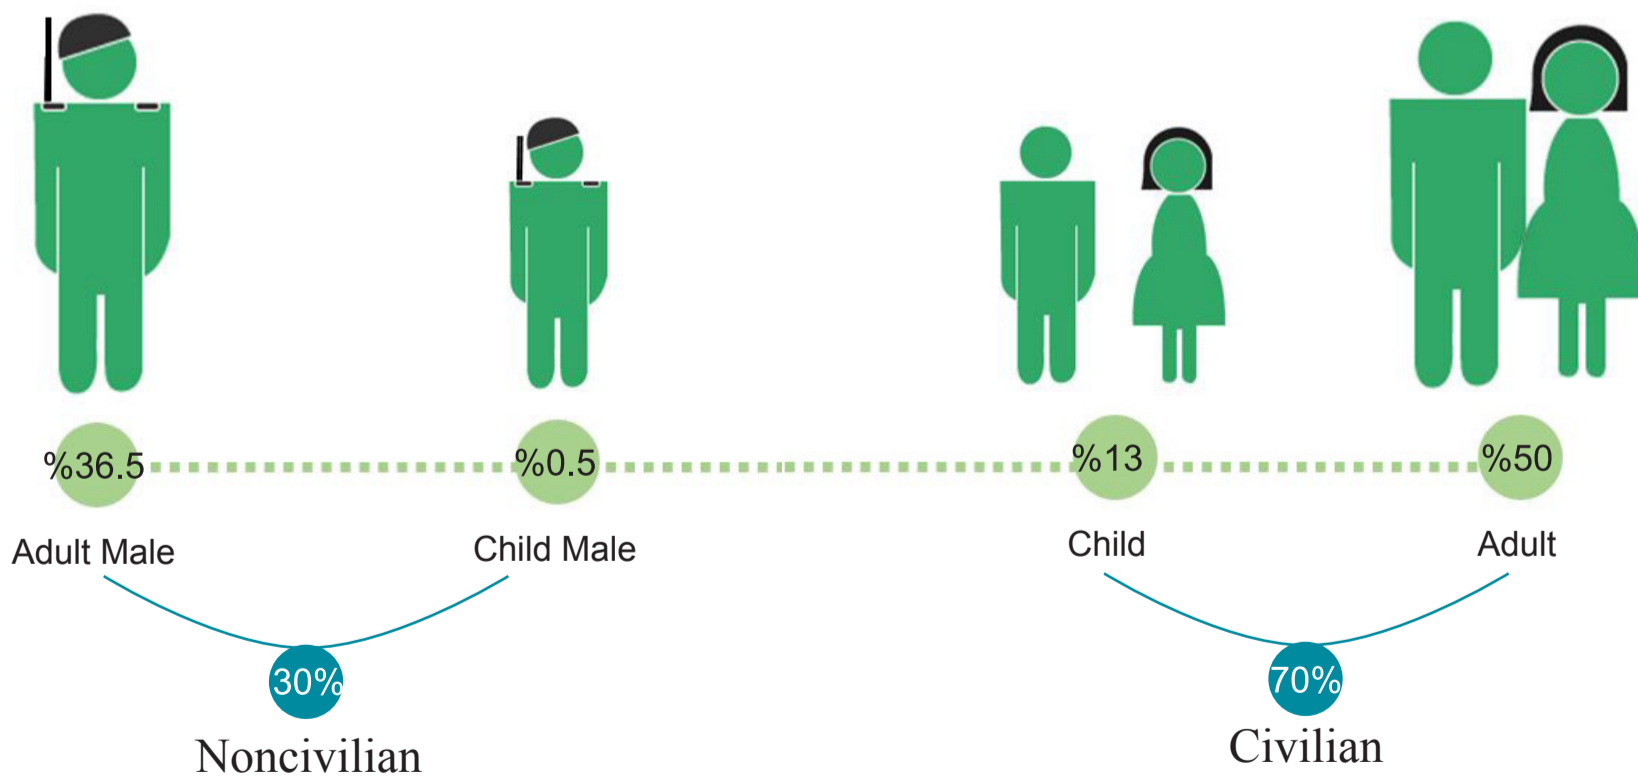 %36.5
%0.5
%13
%50
Adult Male
Child Male
Child
Adult
30%
70%
Noncivilian
Civilian